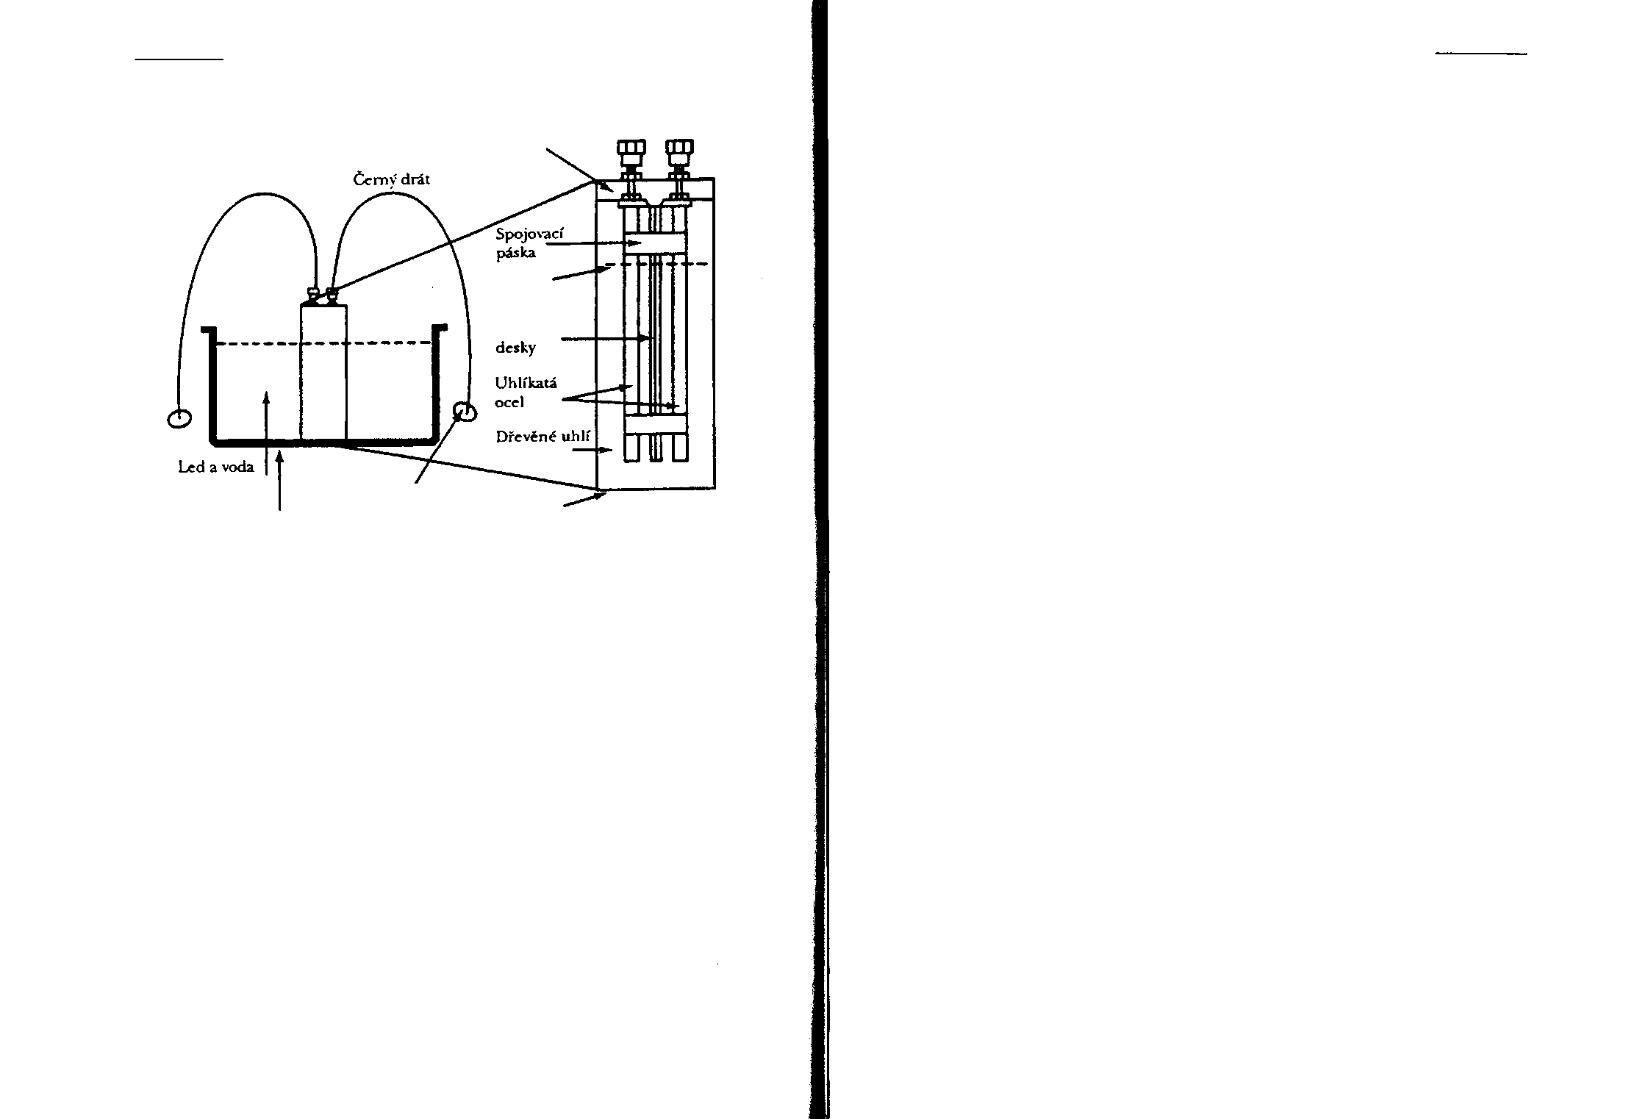 Černý drát
Spojovací
páska
desky
Uhlíkatá
ocel
Dřevěné uhlí
Led a voda